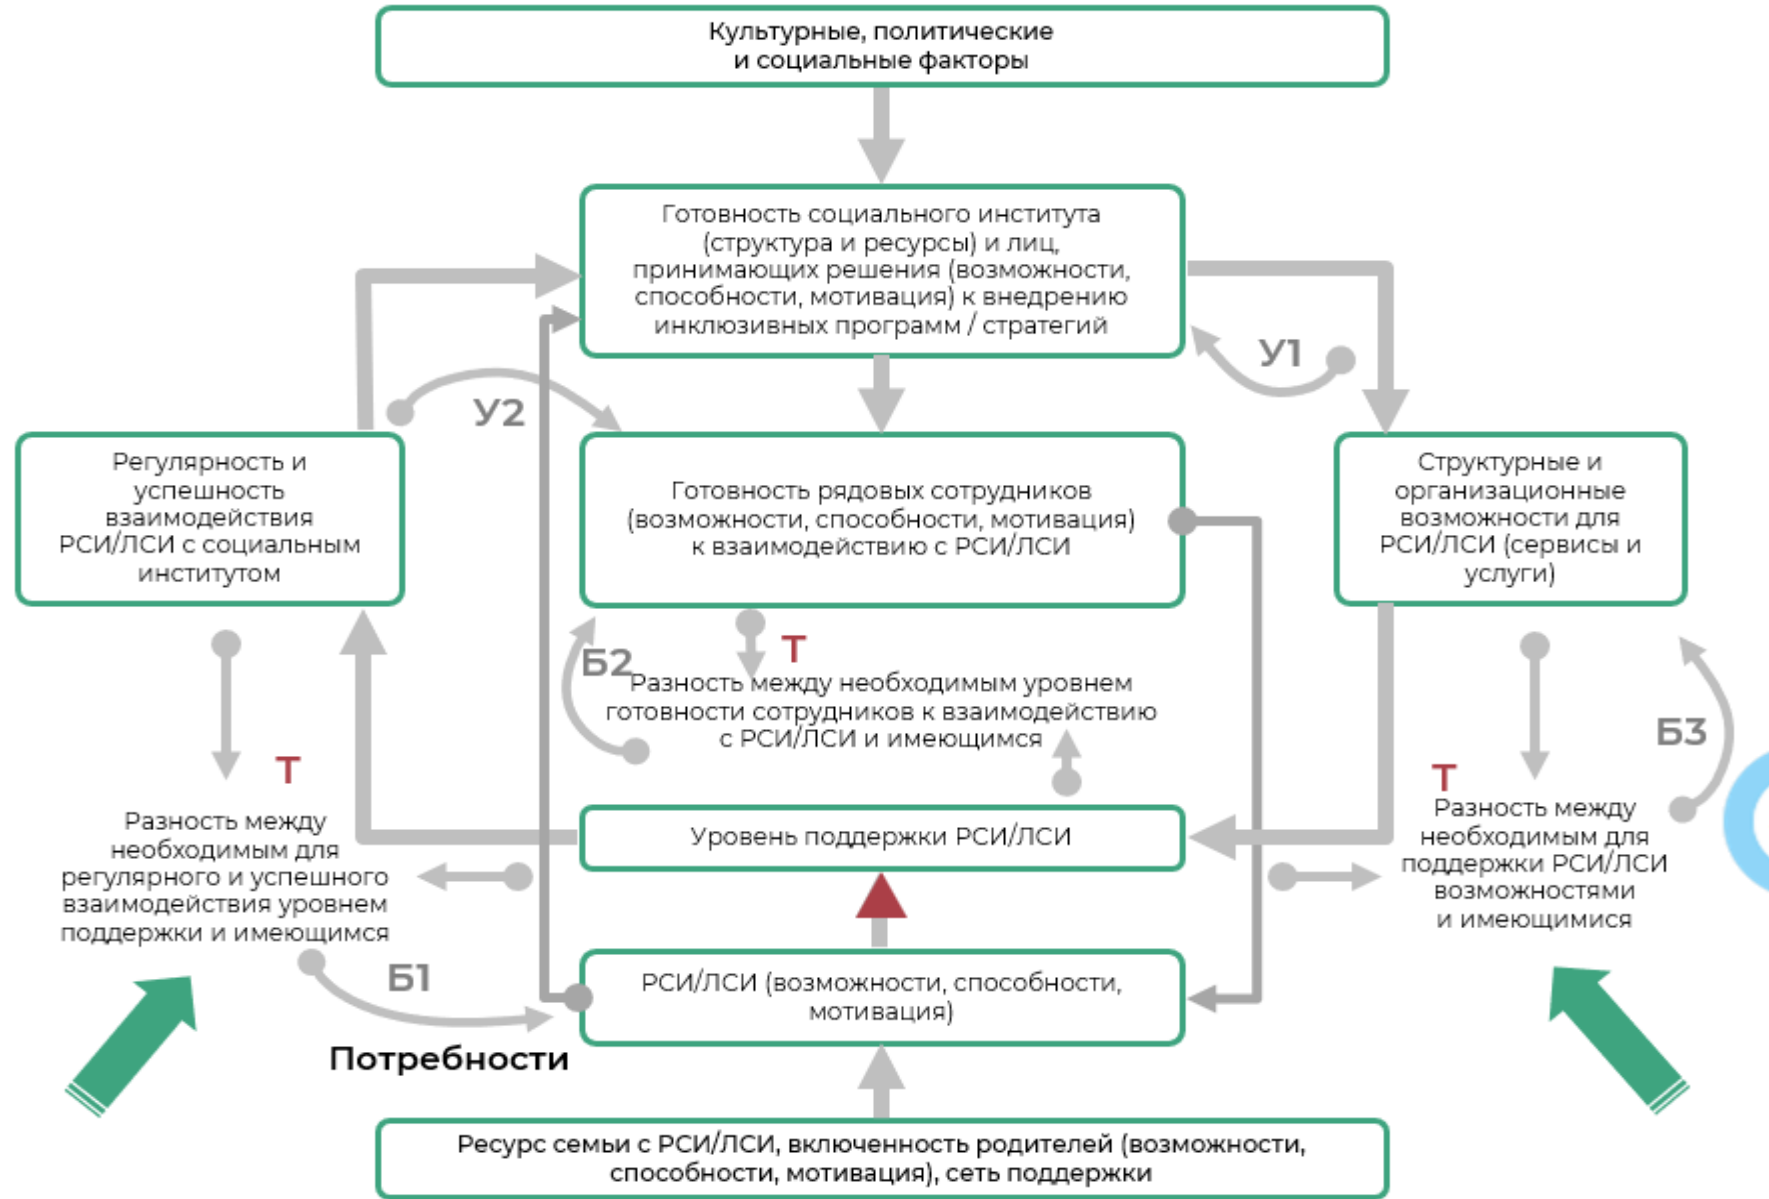 Культурные, политические
и социальные факторы
Готовность социального института
(структура и ресурсы) и лиц,
принимающих решения (возможности,
способности, мотивация) к внедрению
инклюзивных программ / стратегий
У1
У2
Регулярность и
успешность
взаимодействия
РСИ/ЛСИ с социальным
институтом
Готовность рядовых сотрудников
(возможности, способности, мотивация)
к взаимодействию с РСИ/ЛСИ
Структурные и
организационные
возможности для
РСИ/ЛСИ (сервисы и
услуги)
Т
Б2
Разность между необходимым уровнем
готовности сотрудников к взаимодействию
с РСИ/ЛСИ и имеющимся
Б3
Т
Т
Разность между
необходимым для
регулярного и успешного
взаимодействия уровнем
поддержки и имеющимся
Уровень поддержки РСИ/ЛСИ
Разность между
необходимым для
поддержки РСИ/ЛСИ
возможностями
и имеющимися
Б1
РСИ/ЛСИ (возможности, способности,
мотивация)
Потребности
Ресурс семьи с РСИ/ЛСИ, включенность родителей (возможности,
способности, мотивация), сеть поддержки